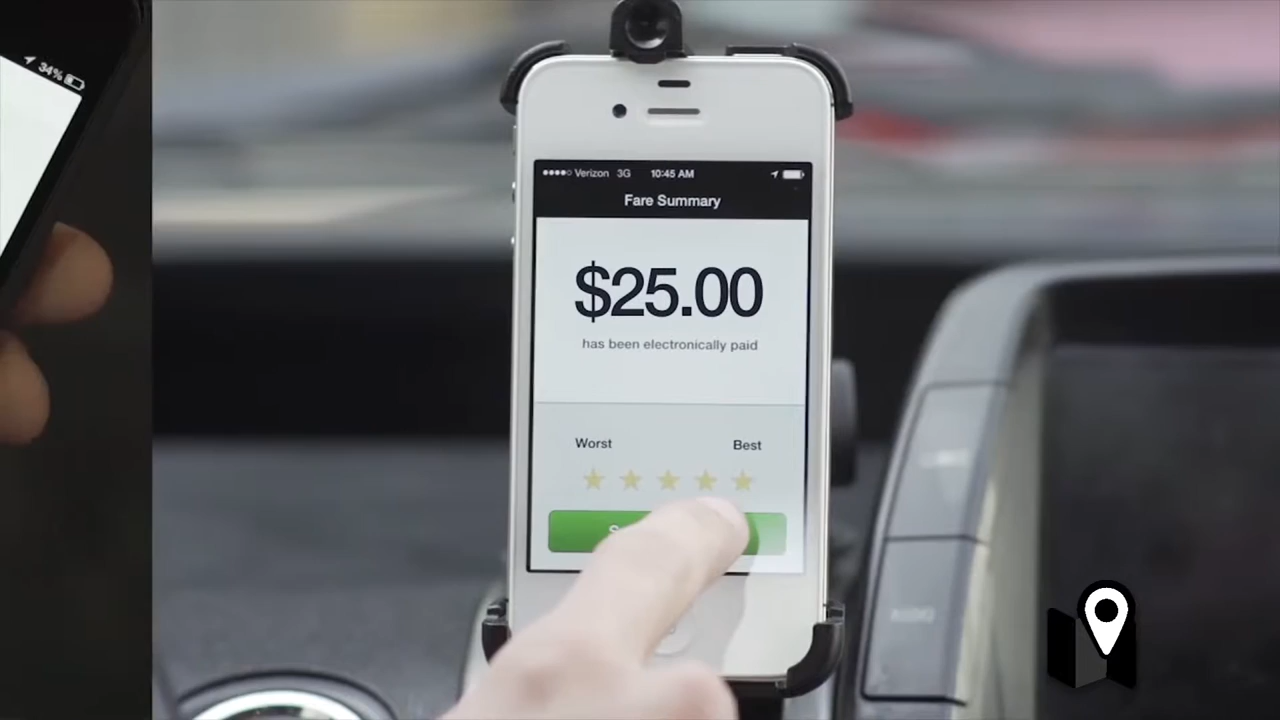 34%
Verizon 3G 10:45 AM
Fare Summary
$25.00
has been electronically paid
Worst Best